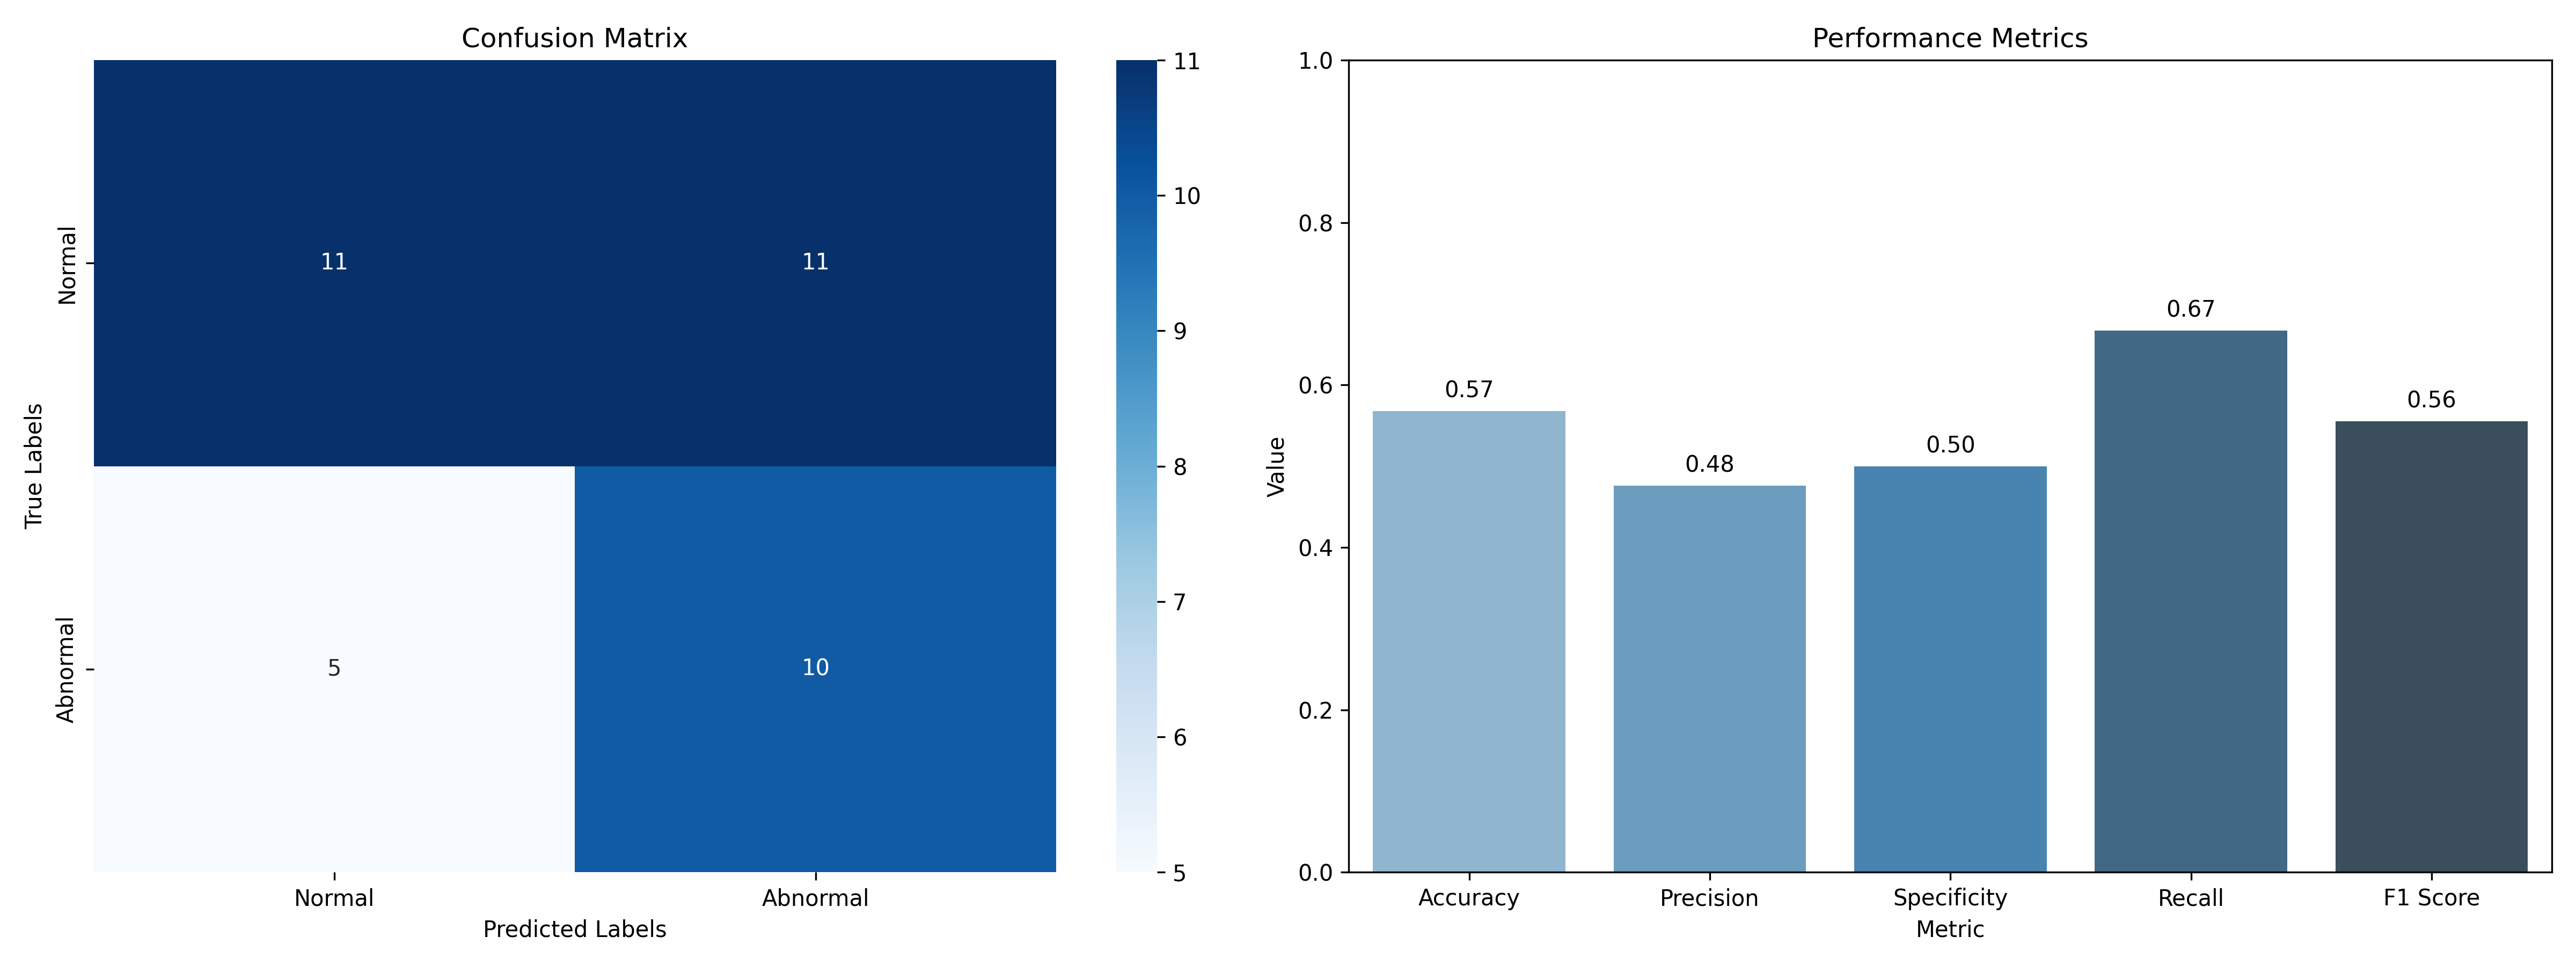 Confusion Matrix
True Labels
Normal
Abnormal
11 11
5 10
Normal Abnormal
Predicted Labels
11
10
9
8
7
6
5
Performance Metrics
Value
1.0
0.8
0.6
0.4
0.2
0.0
0.57
0.48
0.50
0.67
0.56
Accuracy Precision Specificity Recall F1 Score
Metric